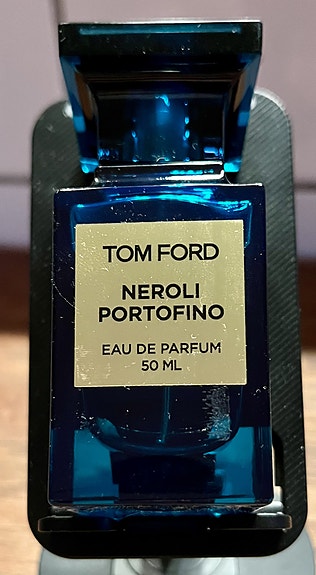 TOM FORD
NEROLI
PORTOFINO
EAU DE PARFUM
50 ML